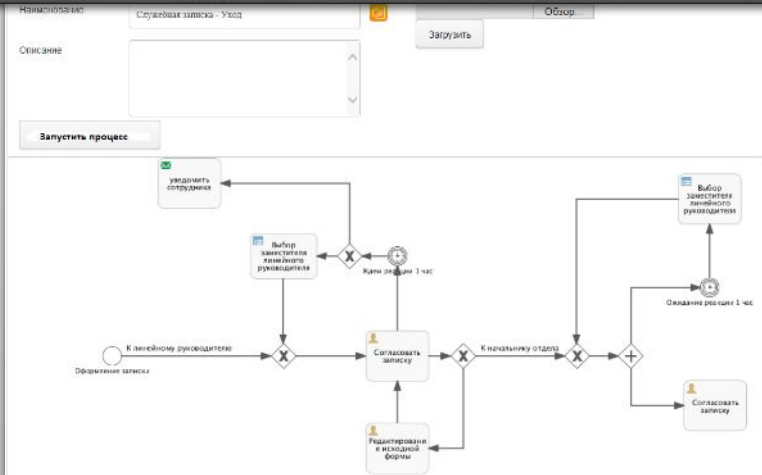 Наименование
Служебная записка - Уход
Обзор...
Загрузить
Описание
Запустить процесс
уведомить
сотрудника
Выбор
заместителя
линейного
руководителя
Выбор
заместителя
линейного
руководителя
Ждем реакции 1 час
Ожидание реакции 1 час
К линейному руководителю
Оформление записки
Согласовать
записку
К начальнику отдела
Согласовать
записку
Редактировани
е исходной
формы